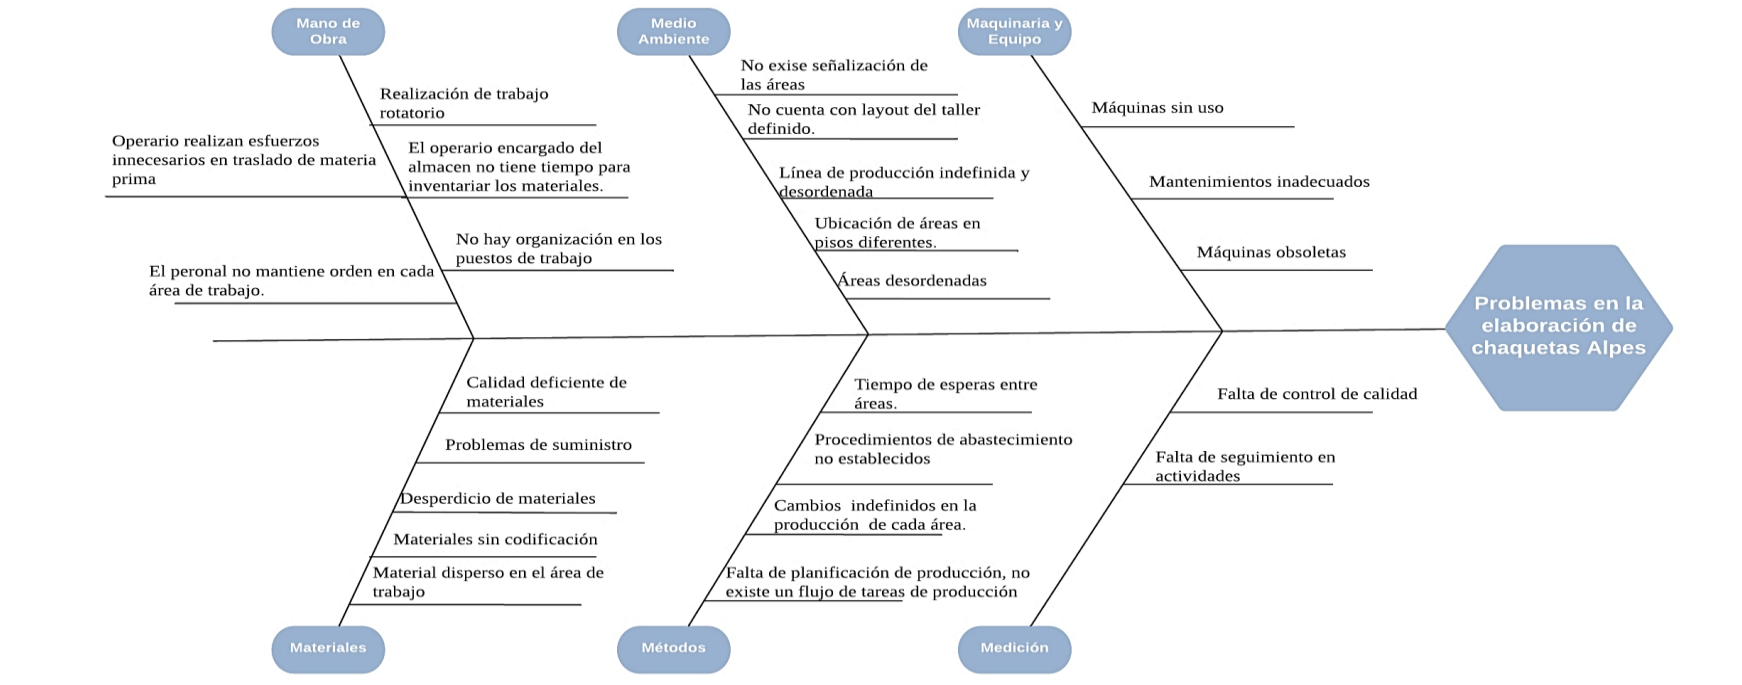 Mano de
Obra
Medio
Ambiente
Maquinaria y
Equipo
Realización de trabajo
rotatorio
Operario realizan esfuerzos
innecesarios en traslado de materia
prima
El operario encargado del
almacen no tiene tiempo para
inventariar los materiales.
No hay organización en los
puestos de trabajo
El peronal no mantiene orden en cada
área de trabajo.
No exise señalización de
las áreas
No cuenta con layout del taller
definido.
Línea de producción indefinida y
desordenada
Ubicación de áreas en
pisos diferentes.
Áreas desordenadas
Máquinas sin uso
Mantenimientos inadecuados
Máquinas obsoletas
Problemas en la
elaboración de
chaquetas Alpes
Calidad deficiente de
materiales
Problemas de suministro
Desperdicio de materiales
Materiales sin codificación
Material disperso en el área de
trabajo
Tiempo de esperas entre
áreas.
Procedimientos de abastecimiento
no establecidos
Cambios  indefinidos en la
producción  de cada área.
Falta de planificación de producción, no
existe un flujo de tareas de producción
Falta de control de calidad
Falta de seguimiento en
actividades
Materiales
Métodos
Medición